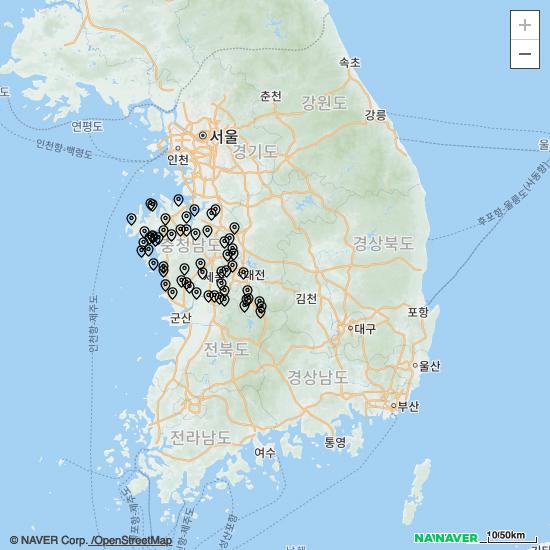 +
−
속초
춘천
강원도
도
강릉
연평도
서울
울
인천항-백령도
인천
경기도
후포항-울릉도(사동항)
충청남도
경상북도
세종
대전
김천
포항
인천항-제주도
군산
대구
전북도
울산
경상남도
부산
전라남도
통영
여수
© NAVER Corp. /OpenStreetMap
NAVER
10/50km